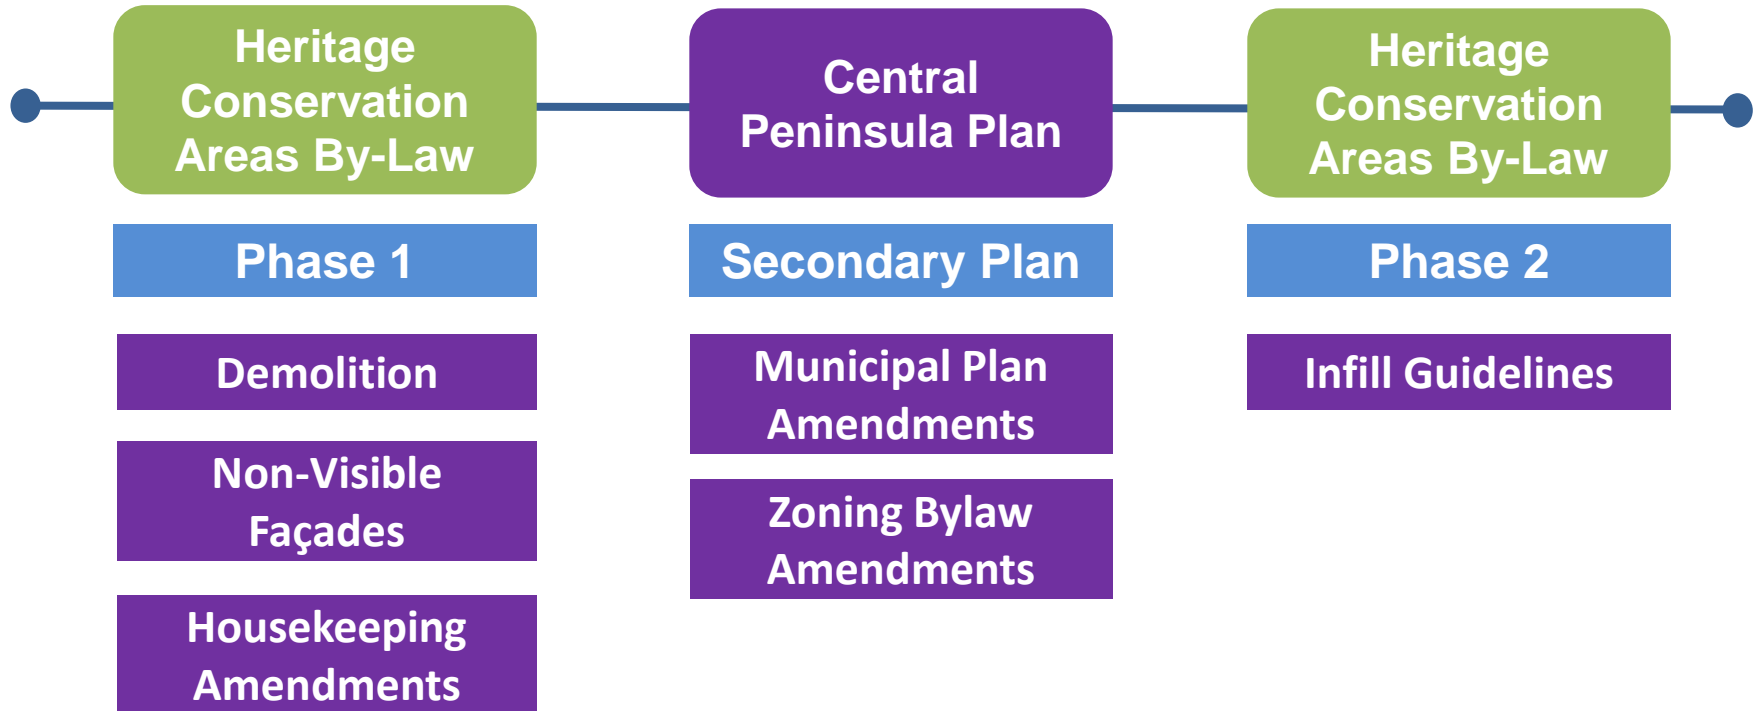 Heritage
Conservation
Areas By-Law
Phase 1
Demolition
Non-Visible
Façades
Housekeeping
Amendments
Central
Peninsula Plan
Secondary Plan
Municipal Plan
Amendments
Zoning Bylaw
Amendments
Heritage
Conservation
Areas By-Law
Phase 2
Infill Guidelines